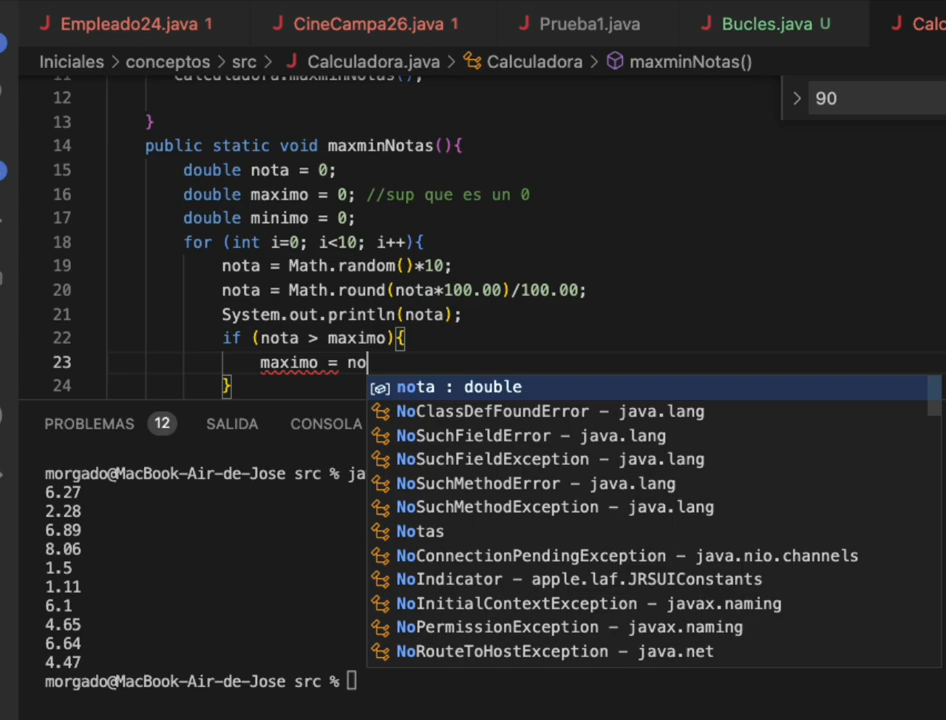 Empleado24.java 1
CineCampa26.java 1
Prueba1.java
Bucles.java U
Calc
Iniciales > conceptos > src > Calculadora.java > Calculadora > maxminNotas()
11 Calculadora.maxminNotas();
12
13 }
14 public static void maxminNotas(){
15 double nota = 0;
16 double maximo = 0; //sup que es un 0
17 double minimo = 0;
18 for (int i=0; i<10; i++){
19 nota = Math.random()*10;
20 nota = Math.round(nota*100.00)/100.00;
21 System.out.println(nota);
22 if (nota > maximo){
23 maximo = no
24 }
> 90
nota : double
NoClassDefFoundError – java.lang
NoSuchFieldError – java.lang
NoSuchFieldException – java.lang
NoSuchMethodError – java.lang
NoSuchMethodException – java.lang
Notas
NoConnectionPendingException – java.nio.channels
NoIndicator – apple.laf.JRSUIConstants
NoInitialContextException – javax.naming
NoPermissionException – javax.naming
NoRouteToHostException – java.net
PROBLEMAS 12 SALIDA CONSOLA
morgado@MacBook-Air-de-Jose src % ja
6.27
2.28
6.89
8.06
1.5
1.11
6.1
4.65
6.64
4.47
morgado@MacBook-Air-de-Jose src %